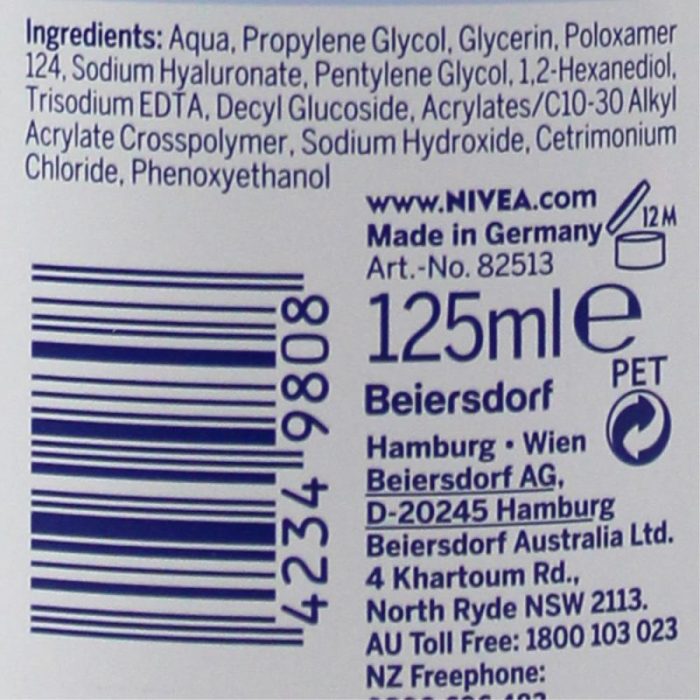 Ingredients: Aqua, Propylene Glycol, Glycerin, Poloxamer
124, Sodium Hyaluronate, Pentylene Glycol, 1,2-Hexanediol,
Trisodium EDTA, Decyl Glucoside, Acrylates/C10-30 Alkyl
Acrylate Crosspolymer, Sodium Hydroxide, Cetrimonium
Chloride, Phenoxyethanol
www.NIVEA.com
Made in Germany
12M
Art.-No. 82513
125ml e
PET
Beiersdorf
Hamburg • Wien
Beiersdorf AG,
D-20245 Hamburg
Beiersdorf Australia Ltd.
4 Khartoum Rd.,
North Ryde NSW 2113.
AU Toll Free: 1800 103 023
NZ Freephone:
4234 9808